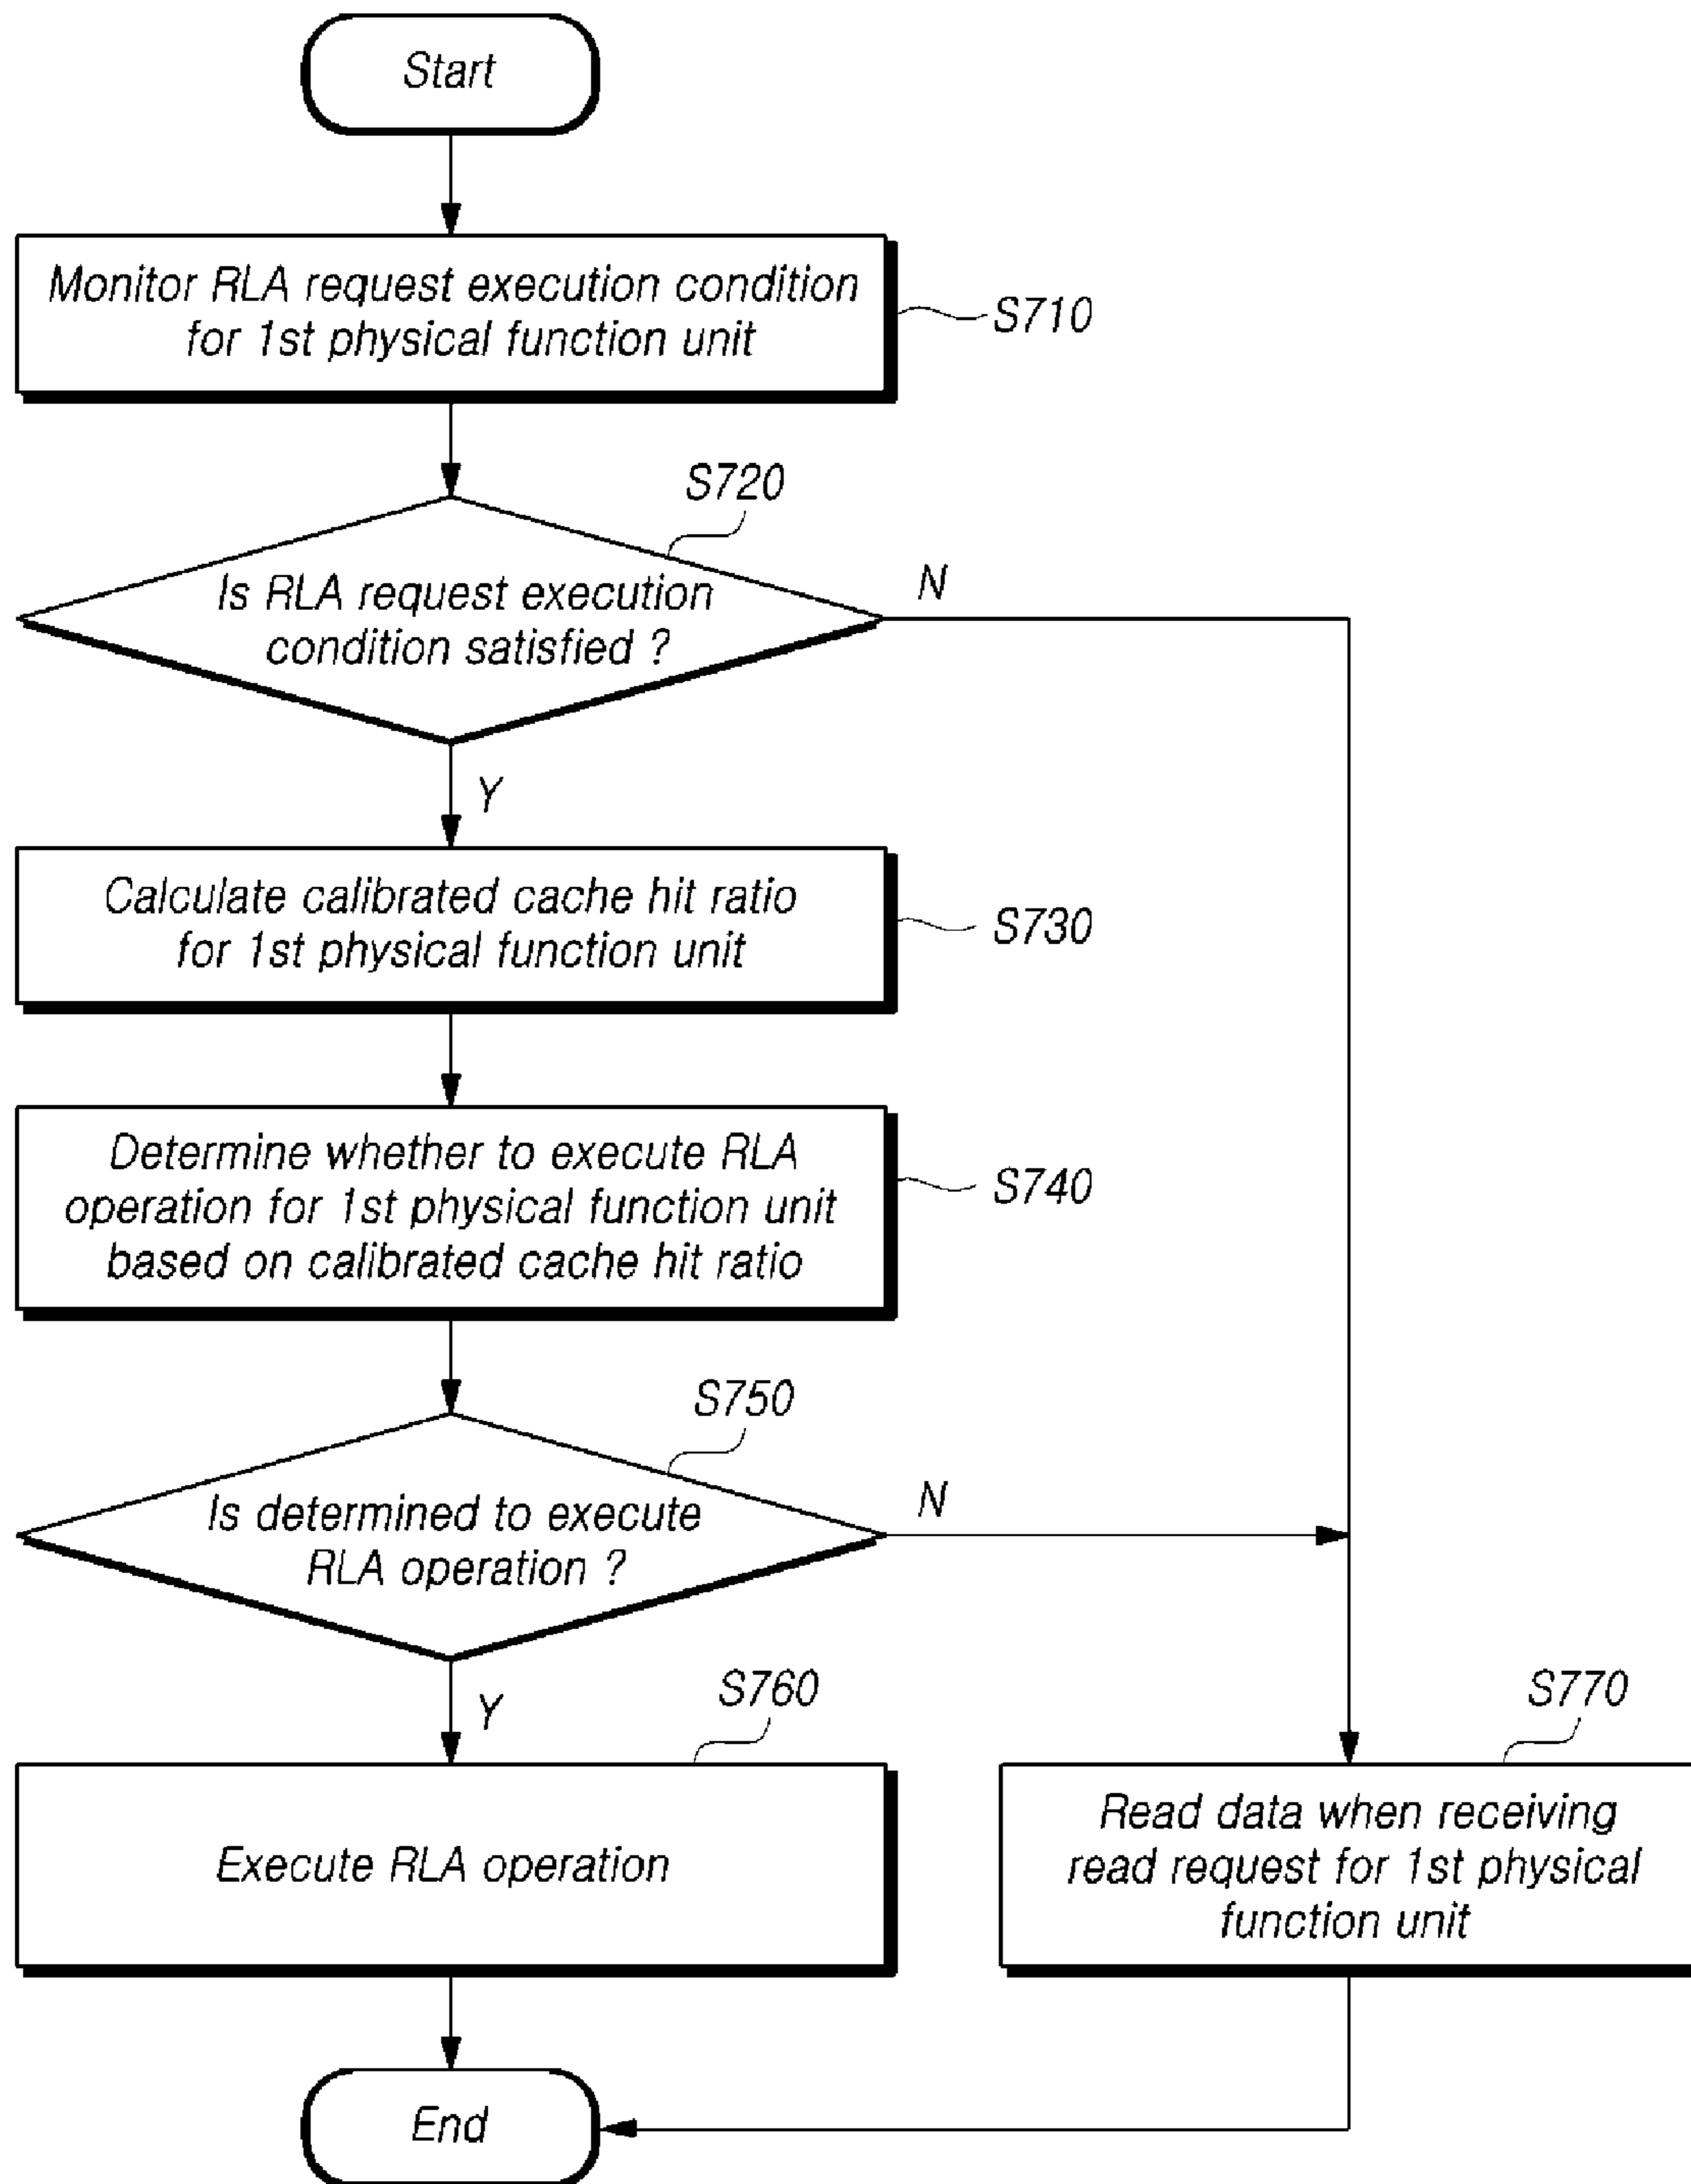 Start
Monitor RLA request execution condition
for 1st physical function unit
S710
S720
Is RLA request execution
condition satisfied ?
N
Y
Calculate calibrated cache hit ratio
for 1st physical function unit
S730
Determine whether to execute RLA
operation for 1st physical function unit
based on calibrated cache hit ratio
S740
S750
Is determined to execute
RLA operation ?
N
Y
S760
Execute RLA operation
S770
Read data when receiving
read request for 1st physical
function unit
End